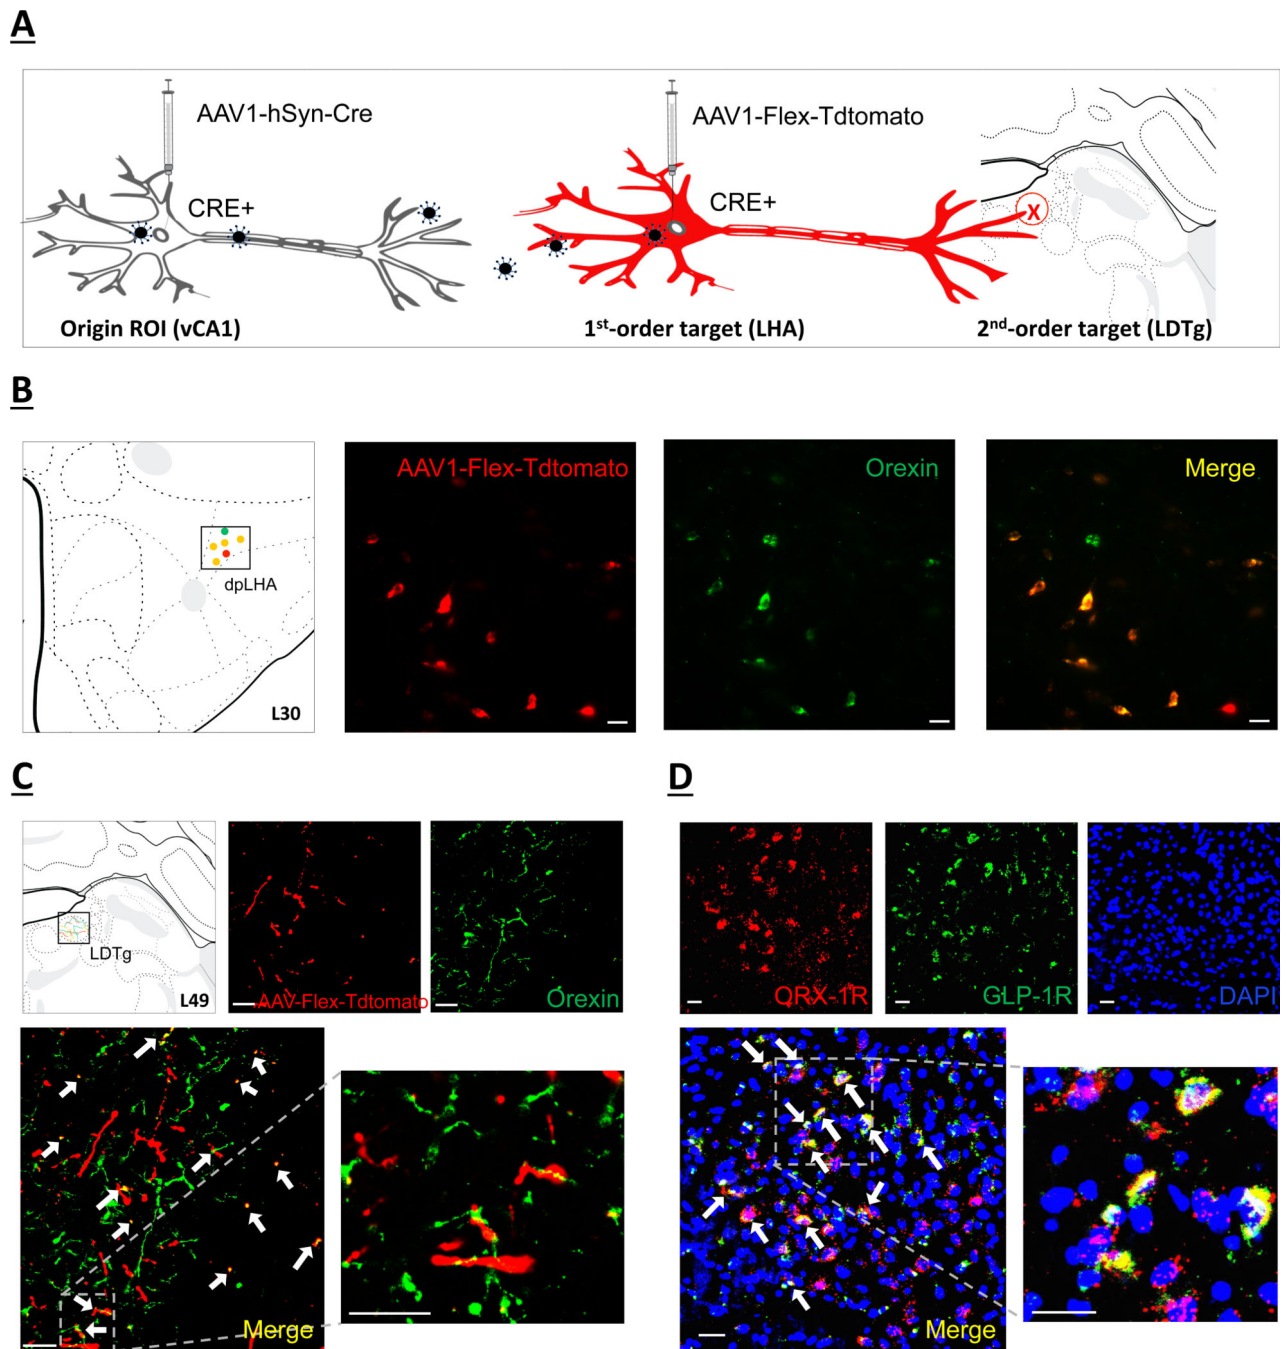 A
AAV1-hSyn-Cre
AAV1-Flex-Tdtomato
CRE+
CRE+
X
Origin ROI (vCA1)
1st-order target (LHA)
2nd-order target (LDTg)
B
AAV1-Flex-Tdtomato
Orexin
Merge
dpLHA
L30
C
D
LDTg
L49
AAV-Flex-Tdtomato
Orexin
ORX-1R
GLP-1R
DAPI
Merge
Merge